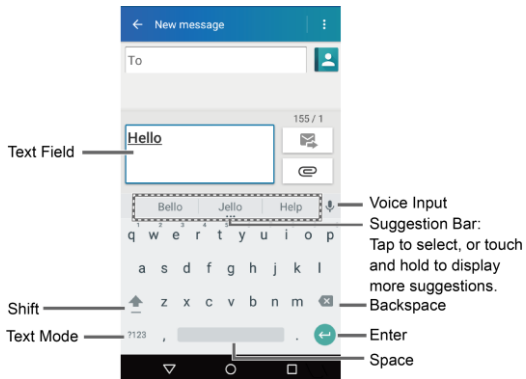 New message
To
155 / 1
Hello
Text Field
Bello Jello Help
Voice Input
Suggestion Bar:
Tap to select, or touch
and hold to display
more suggestions.
q w e r t y u i o p
a s d f g h j k l
Shift
z x c v b n m
Backspace
Text Mode
?123 , .
Enter
Space